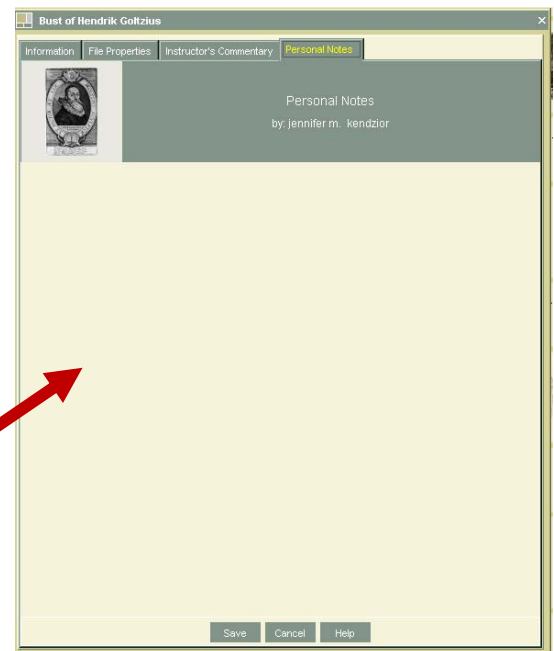 Bust of Hendrik Goltzius
Information File Properties Instructor's Commentary Personal Notes
Personal Notes
by: jennifer m. kendzior
Save Cancel Help